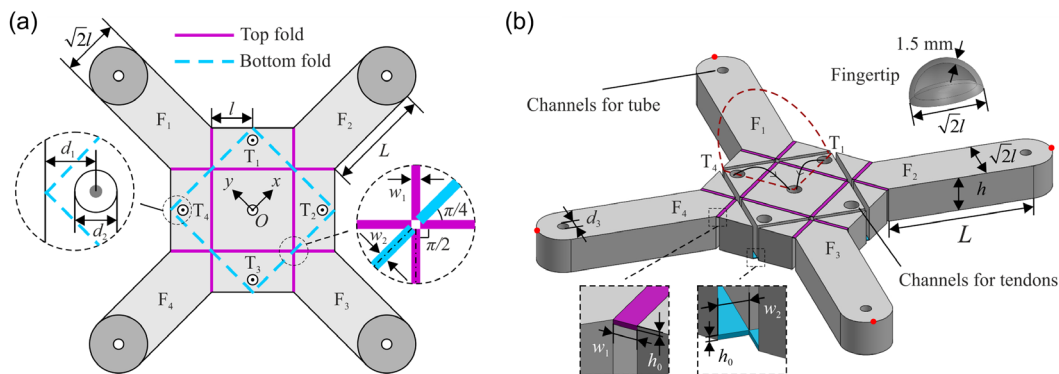 (a)
√2l
Top fold
Bottom fold
F1
F2
l
T1
L
d1
d2
y
x
O
T4
T2
T3
w1
w2
π/4
π/2
F4
F3
(b)
1.5 mm
Fingertip
√2l
Channels for tube
F1
T1
T1
F2
√2l
h
L
d3
F4
F3
Channels for tendons
w1
h0
w2
h0